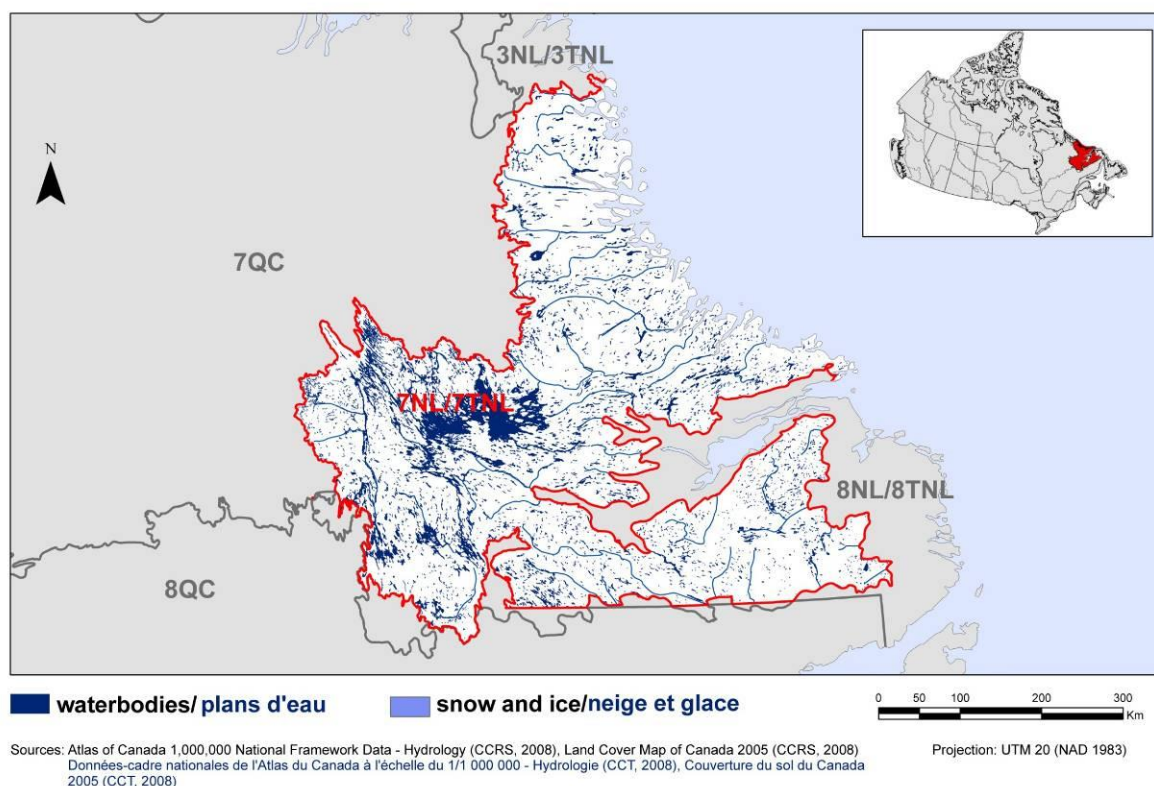 3NL/3TNL
N
7QC
7NL/7TNL
8NL/8TNL
8QC
waterbodies/ plans d'eau
snow and ice/neige et glace
0 50 100 200 300
Km
Sources: Atlas of Canada 1,000,000 National Framework Data - Hydrology (CCRS, 2008), Land Cover Map of Canada 2005 (CCRS, 2008)
Projection: UTM 20 (NAD 1983)
Données-cadre nationales de l'Atlas du Canada à l'échelle du 1/1 000 000 - Hydrologie (CCT, 2008), Couverture du sol du Canada
2005 (CCT, 2008)